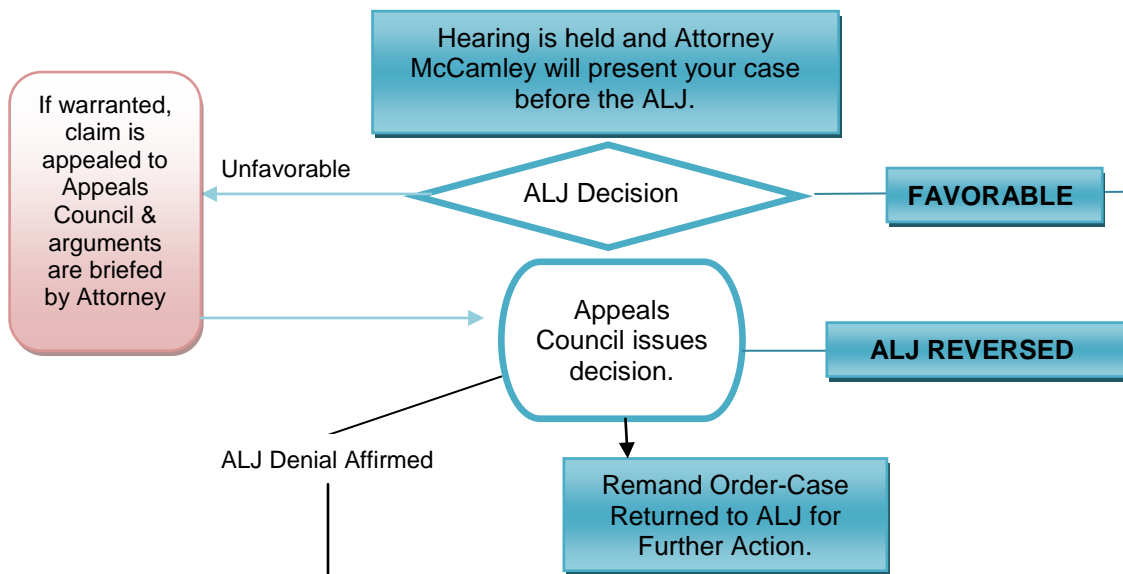 Hearing is held and Attorney
McCamley will present your case
before the ALJ.
If warranted,
claim is
appealed to
Appeals
Council &
arguments
are briefed
by Attorney
Unfavorable
ALJ Decision
FAVORABLE
Appeals
Council issues
decision.
ALJ REVERSED
ALJ Denial Affirmed
Remand Order-Case
Returned to ALJ for
Further Action.